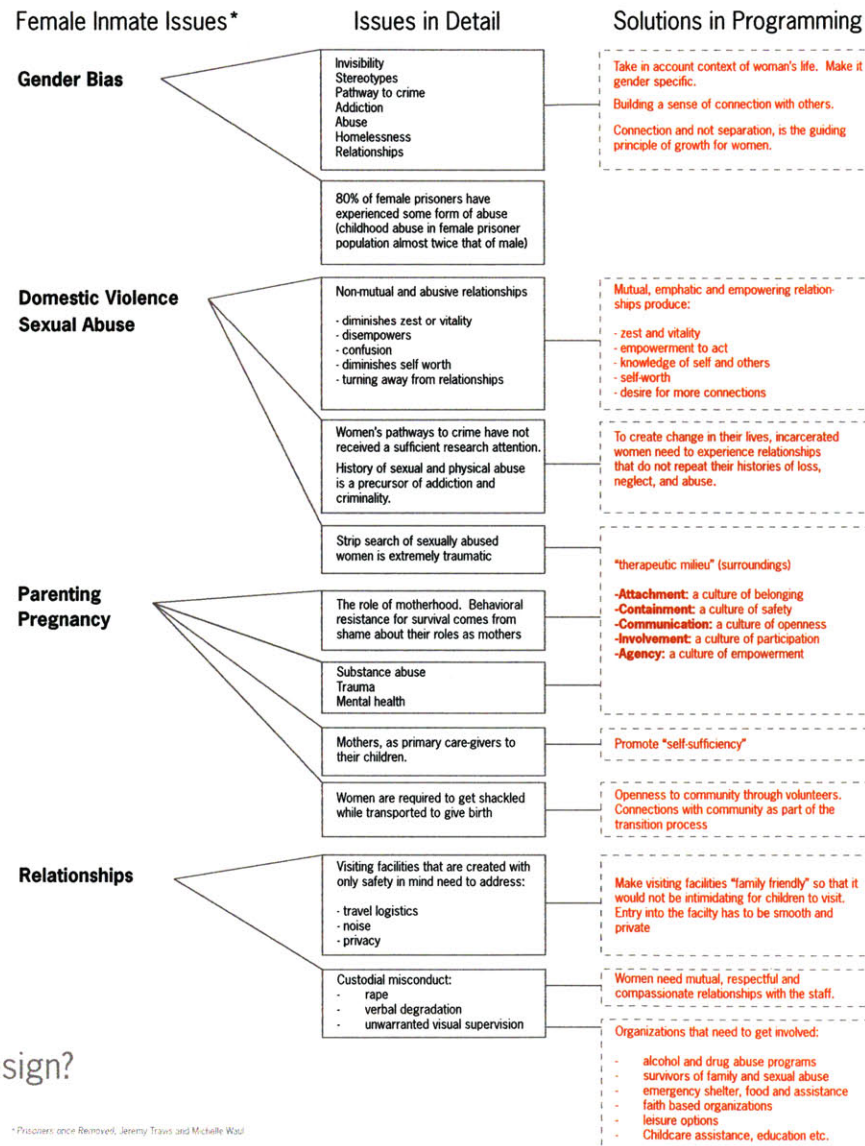 Female Inmate Issues*
Issues in Detail
Solutions in Programming
Gender Bias
Invisibility
Stereotypes
Pathway to crime
Addiction
Abuse
Homelessness
Relationships
Take in account context of woman's life. Make it
gender specific.
Building a sense of connection with others.
Connection and not separation, is the guiding
principle of growth for women.
80% of female prisoners have
experienced some form of abuse
(childhood abuse in female prisoner
population almost twice that of male)
Domestic Violence
Sexual Abuse
Non-mutual and abusive relationships
- diminishes zest or vitality
- disempowers
- confusion
- diminishes self worth
- turning away from relationships
Mutual, emphatic and empowering relation-
ships produce:
- zest and vitality
- empowerment to act
- knowledge of self and others
- self-worth
- desire for more connections
Women's pathways to crime have not
received a sufficient research attention.
History of sexual and physical abuse
is a precursor of addiction and
criminality.
To create change in their lives, incarcerated
women need to experience relationships
that do not repeat their histories of loss,
neglect, and abuse.
Strip search of sexually abused
women is extremely traumatic
"therapeutic milieu" (surroundings)
-Attachment: a culture of belonging
-Containment: a culture of safety
-Communication: a culture of openness
-Involvement: a culture of participation
-Agency: a culture of empowerment
Parenting
Pregnancy
The role of motherhood. Behavioral
resistance for survival comes from
shame about their roles as mothers
Substance abuse
Trauma
Mental health
Mothers, as primary care-givers to
their children.
Promote "self-sufficiency"
Women are required to get shackled
while transported to give birth
Openness to community through volunteers.
Connections with community as part of the
transition process
Relationships
Visiting facilities that are created with
only safety in mind need to address:
- travel logistics
- noise
- privacy
Make visiting facilities "family friendly" so that it
would not be intimidating for children to visit.
Entry into the facilty has to be smooth and
private
Custodial misconduct:
- rape
- verbal degradation
- unwarranted visual supervision
Women need mutual, respectful and
compassionate relationships with the staff.
Organizations that need to get involved:
- alcohol and drug abuse programs
- survivors of family and sexual abuse
- emergency shelter, food and assistance
- faith based organizations
- leisure options
- Childcare assistance, education etc.
sign?
*Prisoners once Removed, Jeremy Travis and Michelle Waul